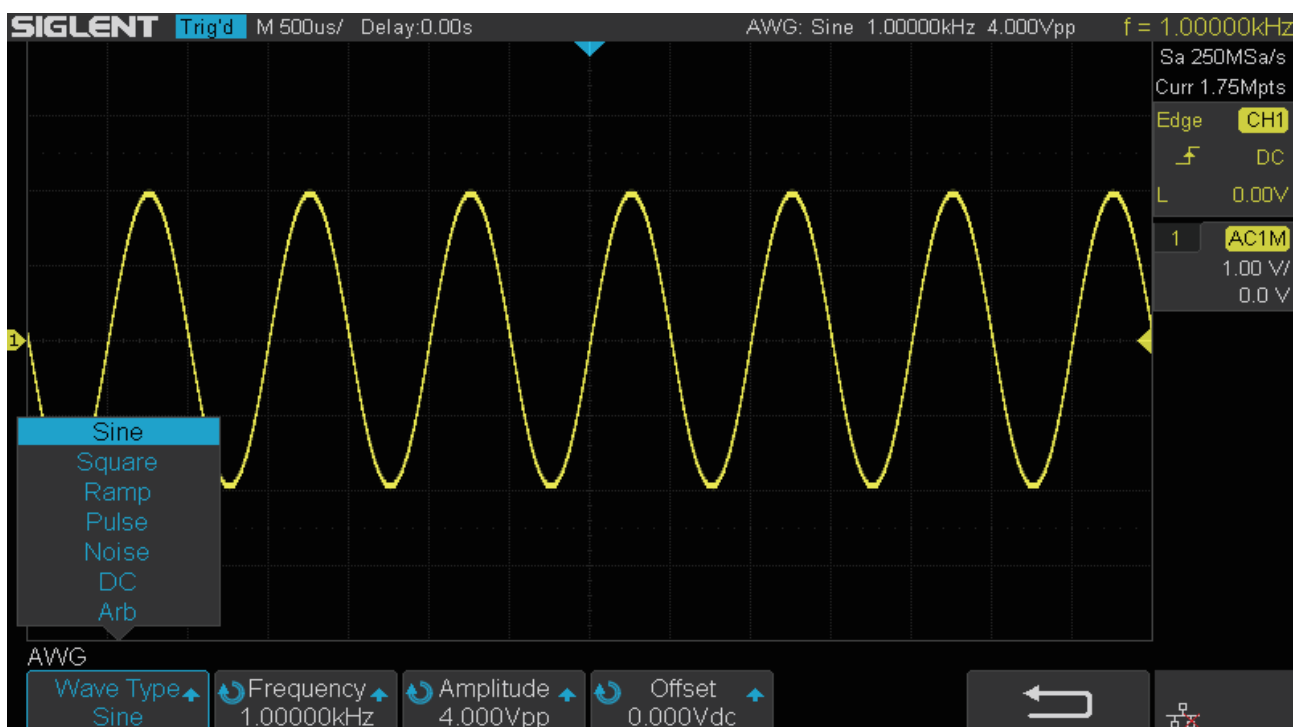 SIGLENT Trig'd M 500us/ Delay:0.00s AWG: Sine 1.00000kHz 4.000Vpp f = 1.00000kHz
Sa 250MSa/s
Curr 1.75Mpts
Edge CH1
DC
L 0.00V
1 AC1M
1.00 V/
0.0 V
1
Sine
Square
Ramp
Pulse
Noise
DC
Arb
AWG
Wave Type Frequency Amplitude Offset
Sine 1.00000kHz 4.000Vpp 0.000Vdc